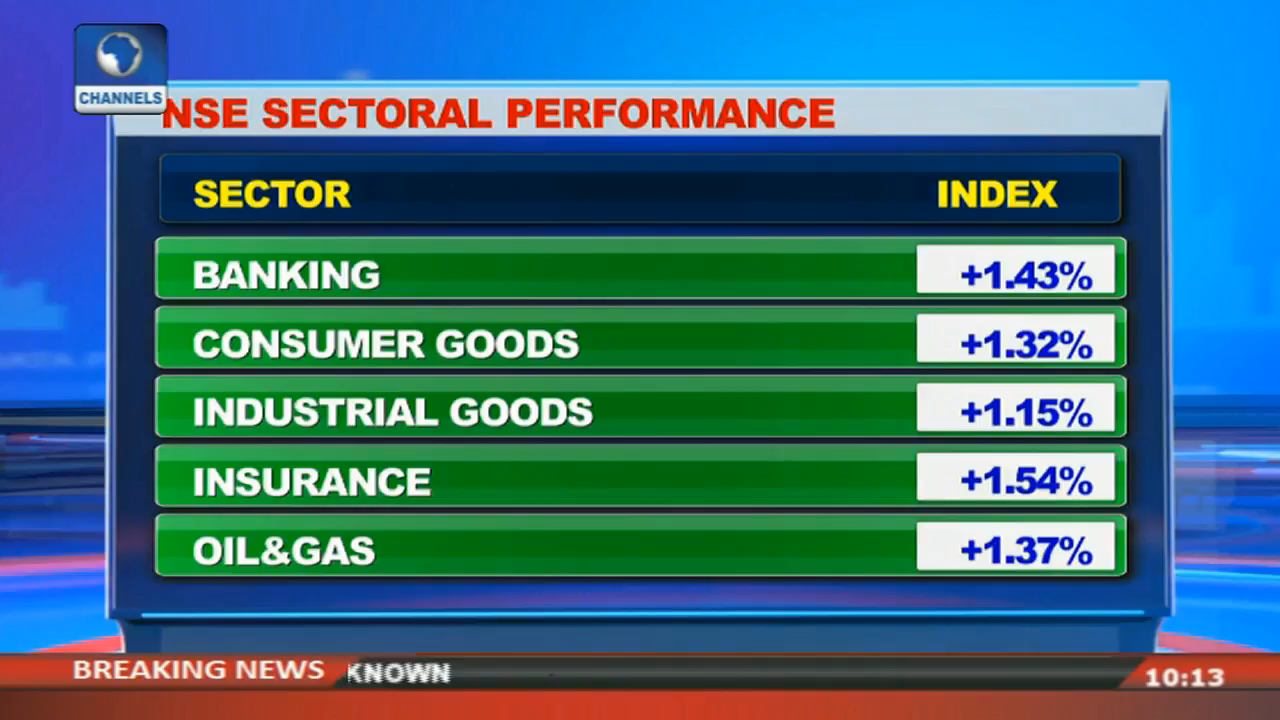 CHANNELS
NSE SECTORAL PERFORMANCE
SECTOR INDEX
BANKING +1.43%
CONSUMER GOODS +1.32%
INDUSTRIAL GOODS +1.15%
INSURANCE +1.54%
OIL&GAS +1.37%
BREAKING NEWS KNOWN 10:13